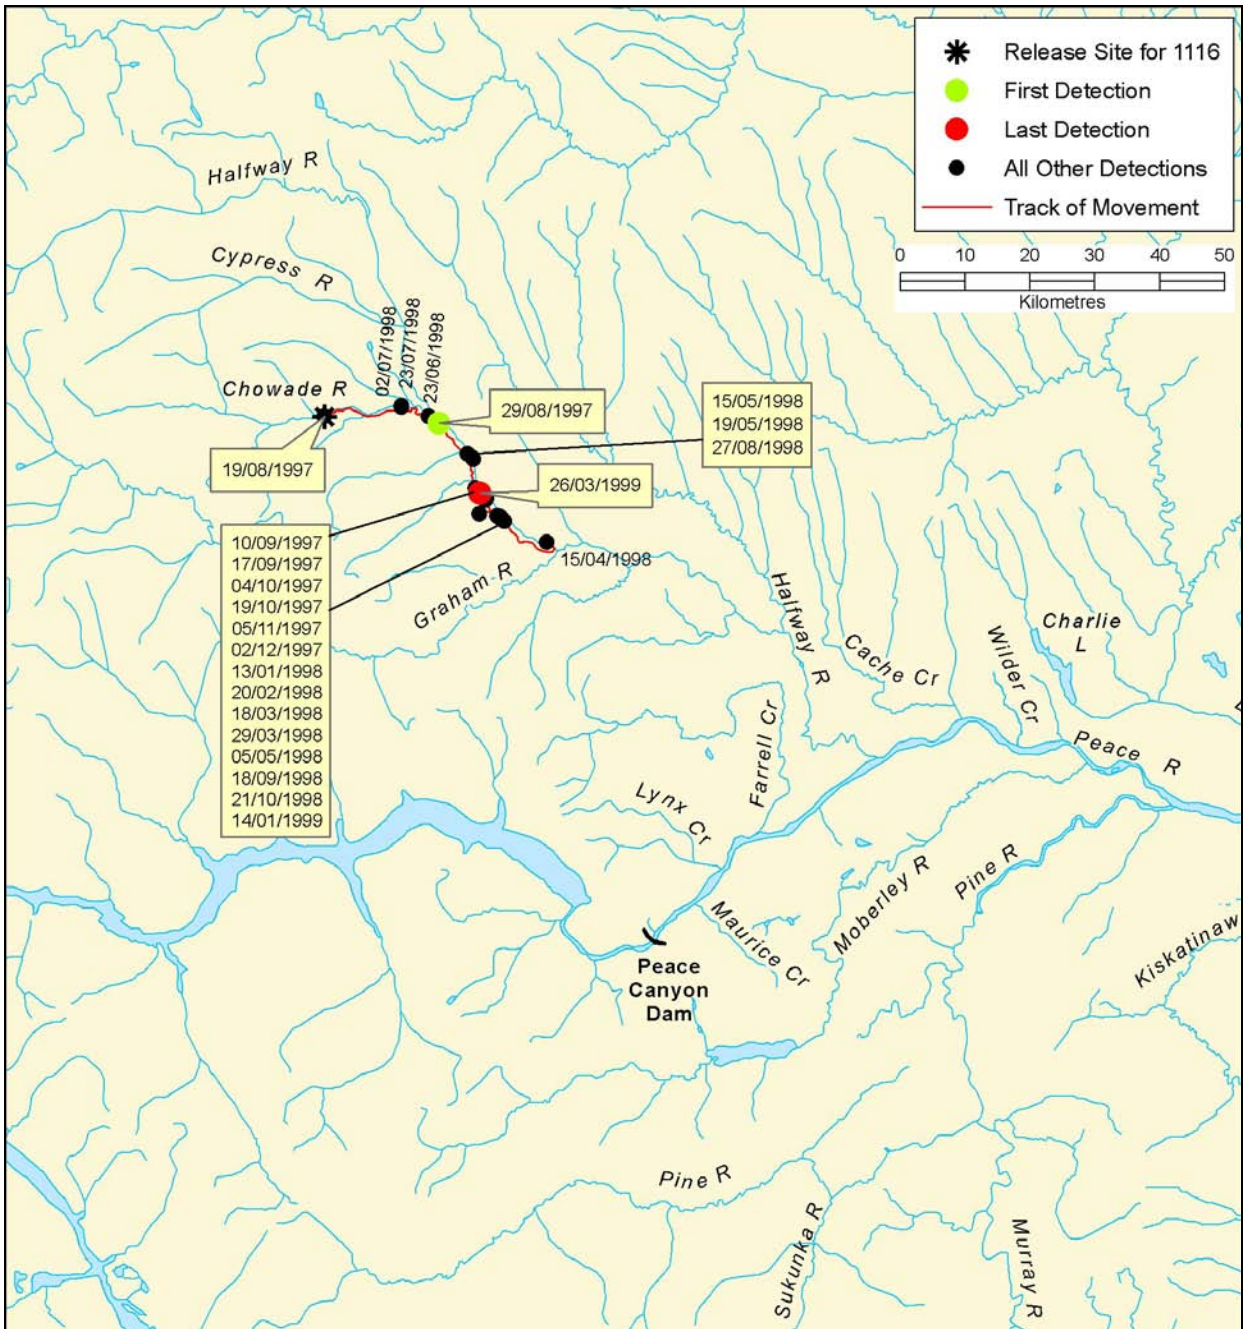 Release Site for 1116
First Detection
Last Detection
All Other Detections
Track of Movement
0 10 20 30 40 50
Kilometres
Halfway R
Cypress R
02/07/1998
23/07/1998
23/06/1998
Chowade R
29/08/1997
15/05/1998
19/05/1998
27/08/1998
19/08/1997
26/03/1999
10/09/1997
17/09/1997
04/10/1997
19/10/1997
05/11/1997
02/12/1997
13/01/1998
20/02/1998
18/03/1998
29/03/1998
05/05/1998
18/09/1998
21/10/1998
14/01/1999
15/04/1998
Graham R
Halfway R
Cache Cr
Wilder Cr
Charlie
L
Peace R
Farrell Cr
Lynx Cr
Maurice Cr
Moberley R
Pine R
Kiskatinaw
Peace
Canyon
Dam
Pine R
Sukunka R
Murray R